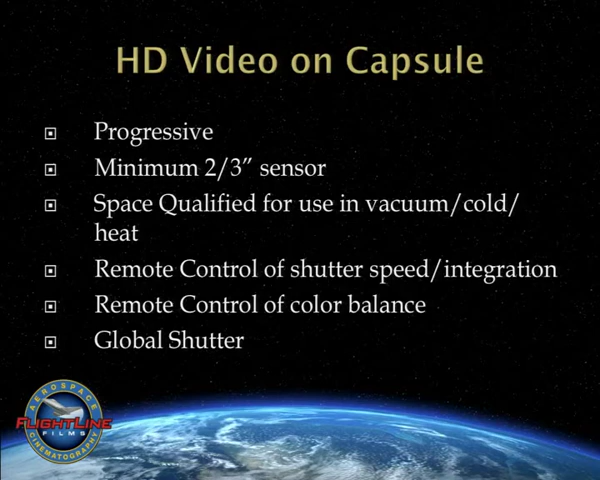 HD Video on Capsule
Progressive
Minimum 2/3” sensor
Space Qualified for use in vacuum/cold/
heat
Remote Control of shutter speed/integration
Remote Control of color balance
Global Shutter
AEROSPACE
FLIGHTLINE
FILMS
CINEMATOGRAPHY